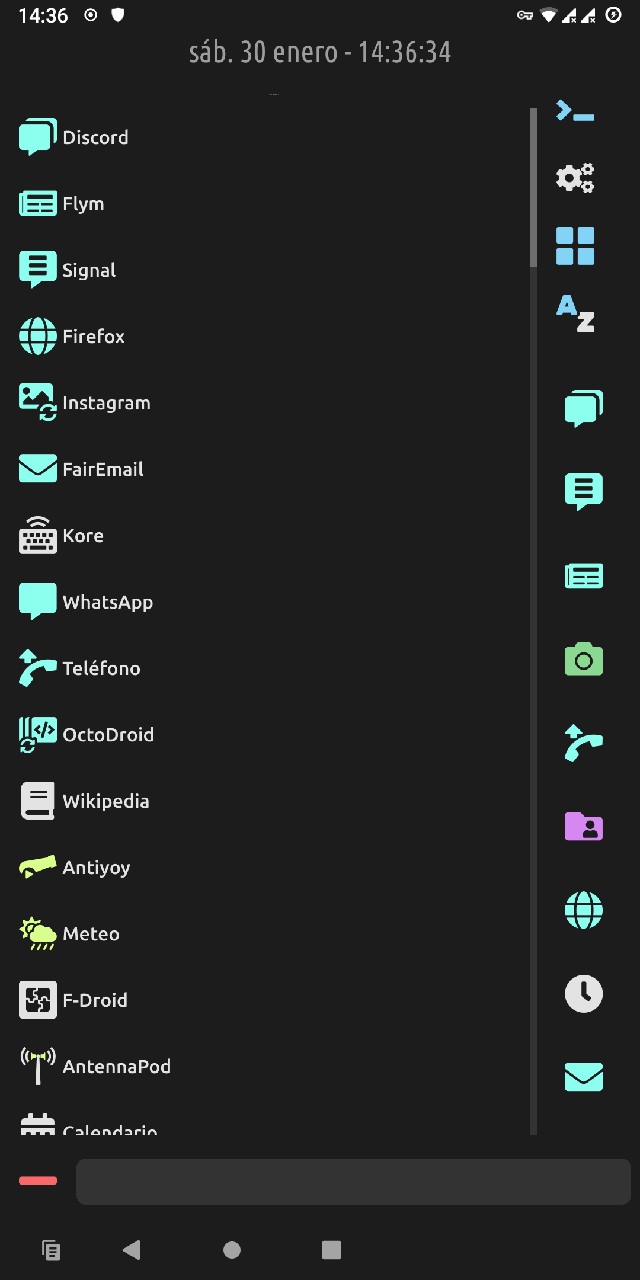 14:36
sáb. 30 enero - 14:36:34
Discord
Flym
Signal
Firefox
Instagram
FairEmail
Kore
WhatsApp
Teléfono
OctoDroid
Wikipedia
Antiyoy
Meteo
F-Droid
AntennaPod
Calendario
A
Z